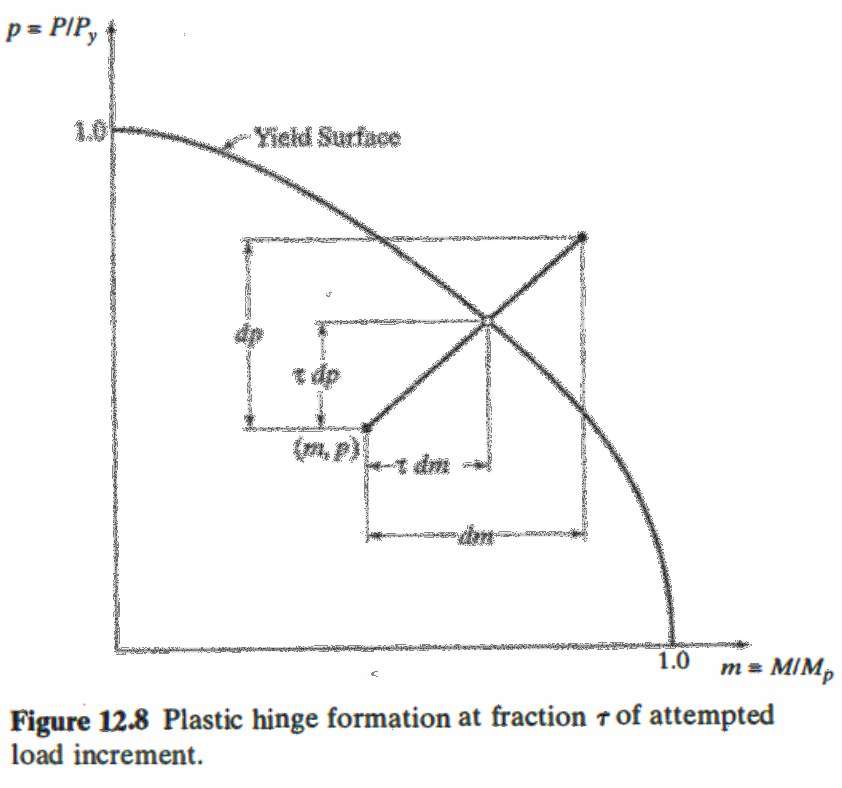 p = P/P_y
1.0
Yield Surface
dp
τ dp
(m, p)
τ dm
dm
1.0
m = M/M_p
Figure 12.8 Plastic hinge formation at fraction τ of attempted
load increment.